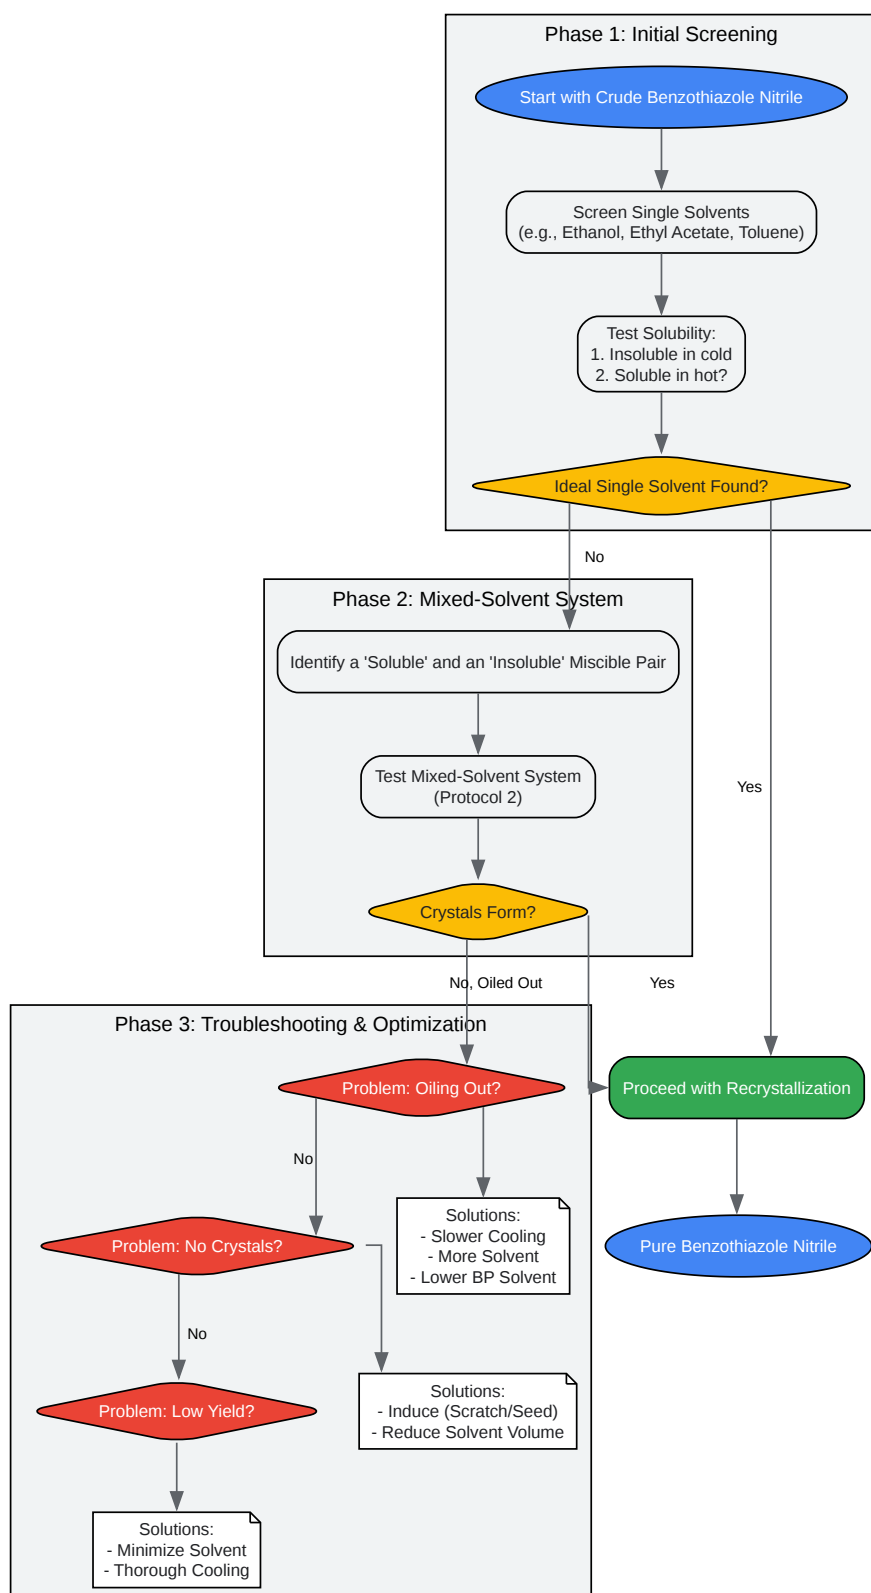 Phase 1: Initial Screening
Start with Crude Benzothiazole Nitrile
Screen Single Solvents
(e.g., Ethanol, Ethyl Acetate, Toluene)
Test Solubility:
1. Insoluble in cold
2. Soluble in hot?
Ideal Single Solvent Found?
No
Phase 2: Mixed-Solvent System
Identify a 'Soluble' and an 'Insoluble' Miscible Pair
Test Mixed-Solvent System
(Protocol 2)
Yes
Crystals Form?
No, Oiled Out
Yes
Phase 3: Troubleshooting & Optimization
Problem: Oiling Out?
Proceed with Recrystallization
No
Solutions:
- Slower Cooling
- More Solvent
- Lower BP Solvent
Problem: No Crystals?
Pure Benzothiazole Nitrile
No
Solutions:
- Induce (Scratch/Seed)
- Reduce Solvent Volume
Problem: Low Yield?
Solutions:
- Minimize Solvent
- Thorough Cooling